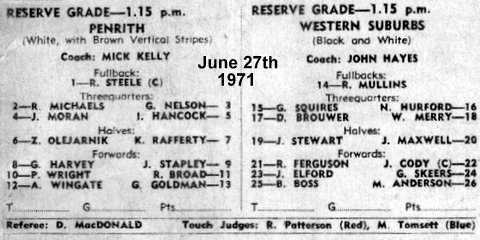 RESERVE GRADE—1.15 p.m.
PENRITH
(White, with Brown Vertical Stripes)
Coach: MICK KELLY
Fullback:
1—R. STEELE (C)
Threequarters:
2—R. MICHAELS G. NELSON— 3
4—J. MORAN I. HANCOCK— 5
Halves:
6—Z. OLEJARNIK K. RAFFERTY— 7
Forwards:
8—G. HARVEY J. STAPLEY— 9
10—P. WRIGHT R. BROAD—11
12—A. WINGATE G. GOLDMAN—13
T G Pts
June 27th
1971
RESERVE GRADE—1.15 p.m.
WESTERN SUBURBS
(Black and White)
Coach: JOHN HAYES
Fullback:
14—R. MULLINS
Threequarters:
15—G. SQUIRES N. HURFORD—16
17—D. BROUWER W. MERRY—18
Halves:
19—J. STEWART J. MAXWELL—20
Forwards:
21—R. FERGUSON J. CODY (C)—22
23—J. ELFORD G. SKEERS—24
25—B. BOSS M. ANDERSON—26
T G Pts
Referee: D. MacDONALD Touch Judges: R. Patterson (Red), M. Tomsett (Blue)